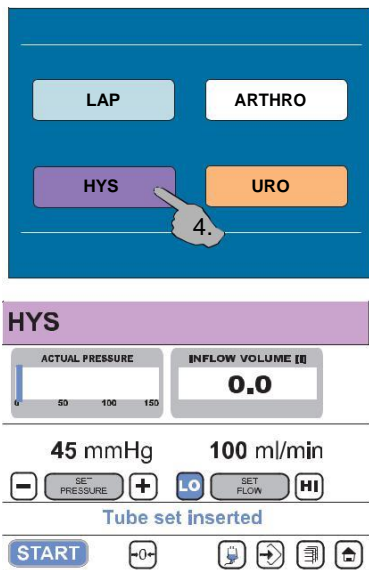 LAP ARTHRO
HYS URO
4.
HYS
ACTUAL PRESSURE INFLOW VOLUME [l]
0.0
0 50 100 150
45 mmHg 100 ml/min
− SET PRESSURE + LO SET FLOW HI
Tube set inserted
START →0←